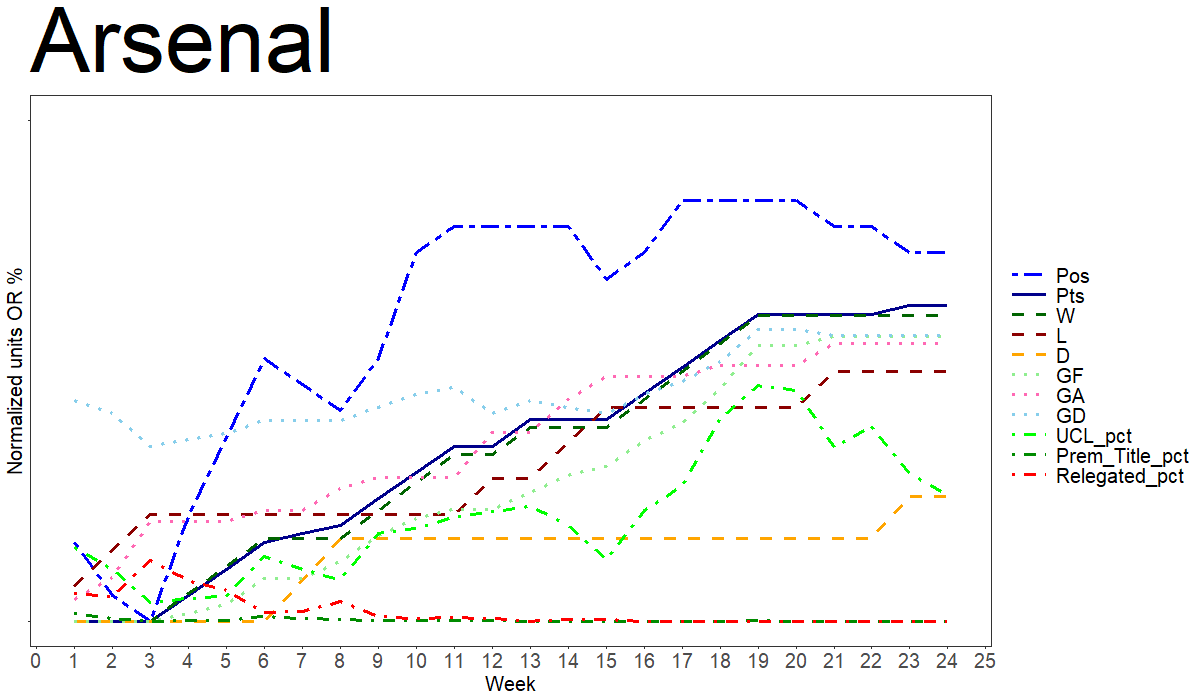 Arsenal
Normalized units OR %
Pos
Pts
W
L
D
GF
GA
GD
UCL_pct
Prem_Title_pct
Relegated_pct
0 1 2 3 4 5 6 7 8 9 10 11 12 13 14 15 16 17 18 19 20 21 22 23 24 25
Week